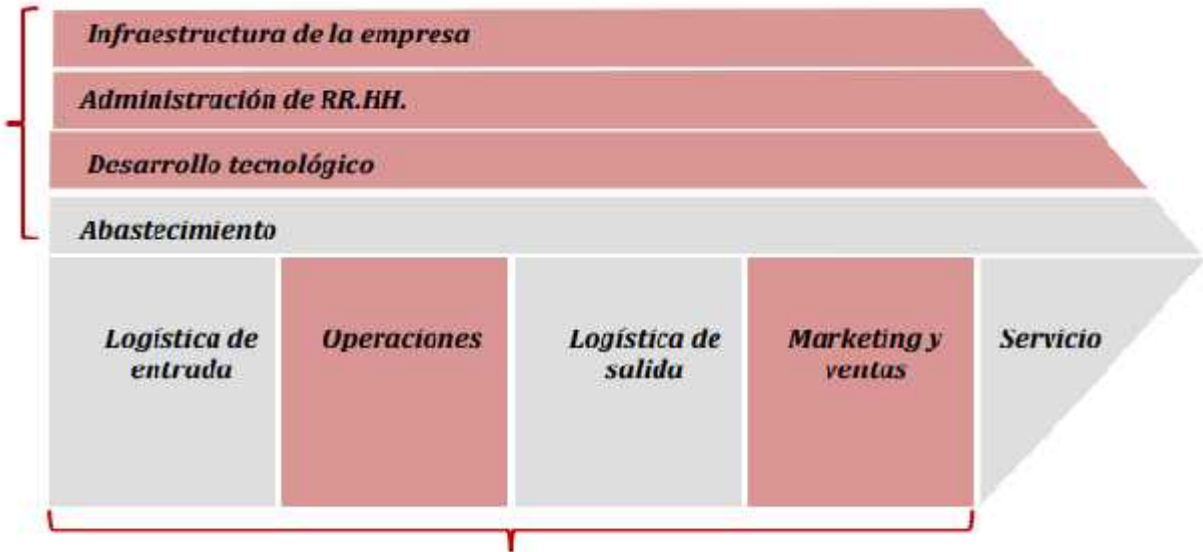 Infraestructura de la empresa
Administración de RR.HH.
Desarrollo tecnológico
Abastecimiento
Logística de
entrada
Operaciones
Logística de
salida
Marketing y
ventas
Servicio